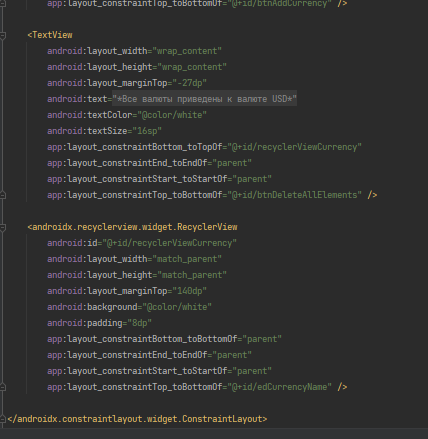 app:layout_constraintTop_toBottomOf="@+id/btnAddCurrency" />
<TextView
android:layout_width="wrap_content"
android:layout_height="wrap_content"
android:layout_marginTop="-27dp"
android:text="*Все валюты приведены к валюте USD*"
android:textColor="@color/white"
android:textSize="16sp"
app:layout_constraintBottom_toTopOf="@+id/recyclerViewCurrency"
app:layout_constraintEnd_toEndOf="parent"
app:layout_constraintStart_toStartOf="parent"
app:layout_constraintTop_toBottomOf="@+id/btnDeleteAllElements" />
<androidx.recyclerview.widget.RecyclerView
android:id="@+id/recyclerViewCurrency"
android:layout_width="match_parent"
android:layout_height="match_parent"
android:layout_marginTop="140dp"
android:background="@color/white"
android:padding="8dp"
app:layout_constraintBottom_toBottomOf="parent"
app:layout_constraintEnd_toEndOf="parent"
app:layout_constraintStart_toStartOf="parent"
app:layout_constraintTop_toBottomOf="@+id/edCurrencyName" />
</androidx.constraintlayout.widget.ConstraintLayout>